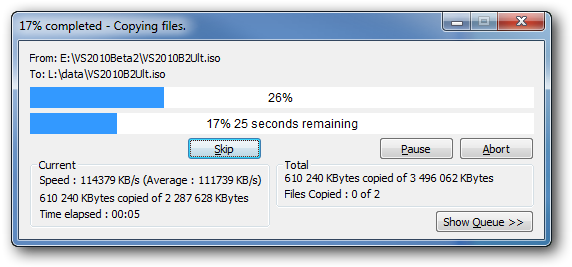 17% completed - Copying files.
From: E:\VS2010Beta2\VS2010B2Ult.iso
To: L:\data\VS2010B2Ult.iso
26%
17% 25 seconds remaining
Skip
Pause
Abort
Current
Speed : 114379 KB/s (Average : 111739 KB/s)
610 240 KBytes copied of 2 287 628 KBytes
Time elapsed : 00:05
Total
610 240 KBytes copied of 3 496 062 KBytes
Files Copied : 0 of 2
Show Queue >>